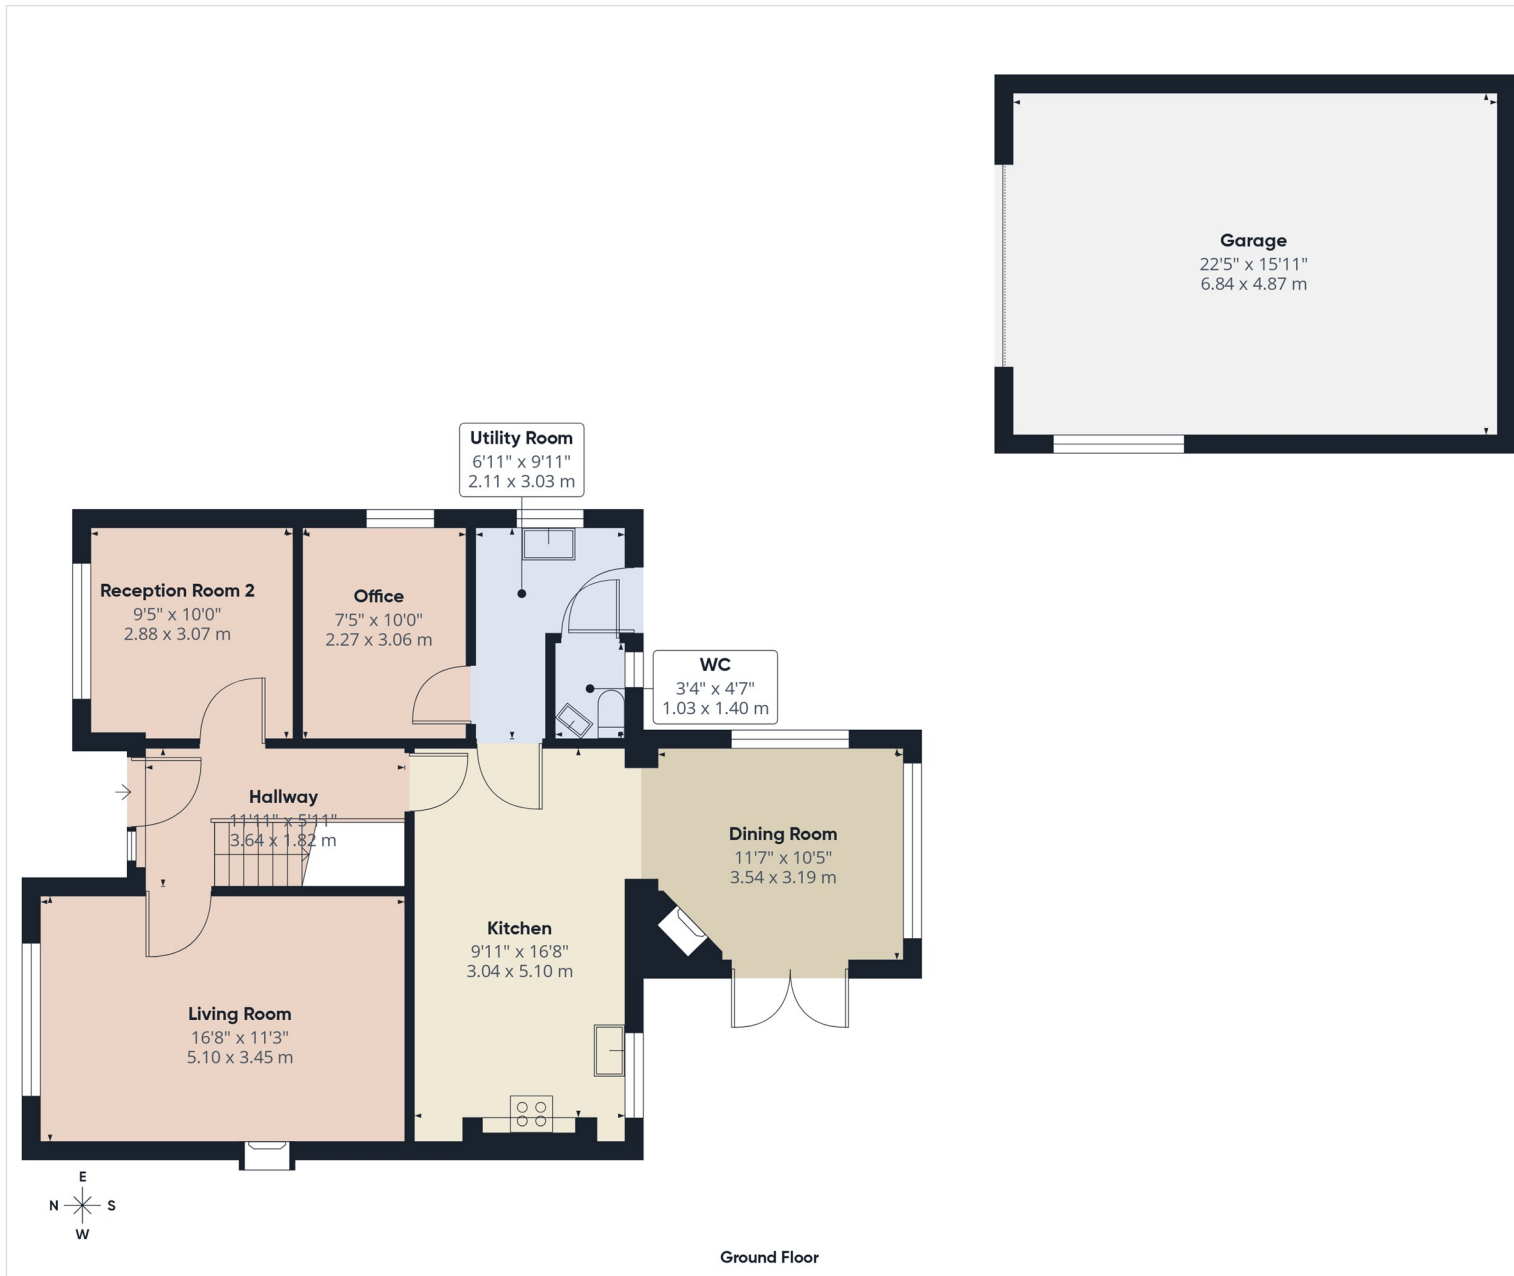 Garage
22'5" x 15'11"
6.84 x 4.87 m
Utility Room
6'11" x 9'11"
2.11 x 3.03 m
Reception Room 2
9'5" x 10'0"
2.88 x 3.07 m
Office
7'5" x 10'0"
2.27 x 3.06 m
WC
3'4" x 4'7"
1.03 x 1.40 m
Hallway
11'11" x 5'11"
3.64 x 1.82 m
Dining Room
11'7" x 10'5"
3.54 x 3.19 m
Kitchen
9'11" x 16'8"
3.04 x 5.10 m
Living Room
16'8" x 11'3"
5.10 x 3.45 m
E
N S
W
Ground Floor